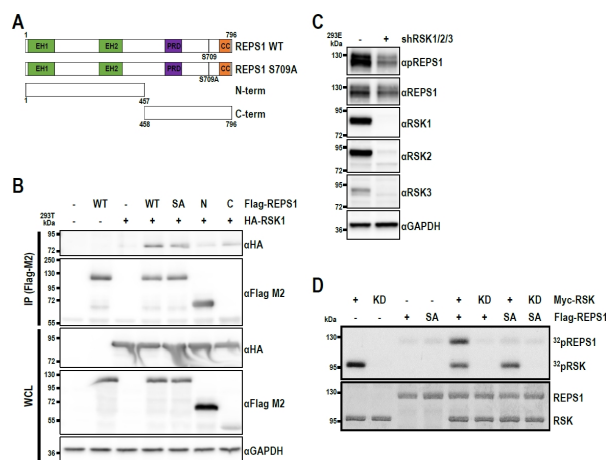 A
1 796
EH1 EH2 PRD CC REPS1 WT
S709
EH1 EH2 PRD CC REPS1 S709A
S709A
N-term
1 457
C-term
458 796
B
- WT - WT SA N C Flag-REPS1
293T
kDa
- - + + + + + HA-RSK1
IP (Flag-M2)
95
72
αHA
250
130
95
72
55
αFlag M2
WCL
95
72
αHA
130
95
72
55
αFlag M2
36
αGAPDH
C
293E
kDa
- + shRSK1/2/3
130
αpREPS1
130
αREPS1
95
72
αRSK1
95
72
αRSK2
95
72
αRSK3
36
αGAPDH
D
+ KD - - + KD + KD Myc-RSK
- - + SA + + SA SA Flag-REPS1
kDa
130
95
32pREPS1
32pRSK
130
95
REPS1
RSK